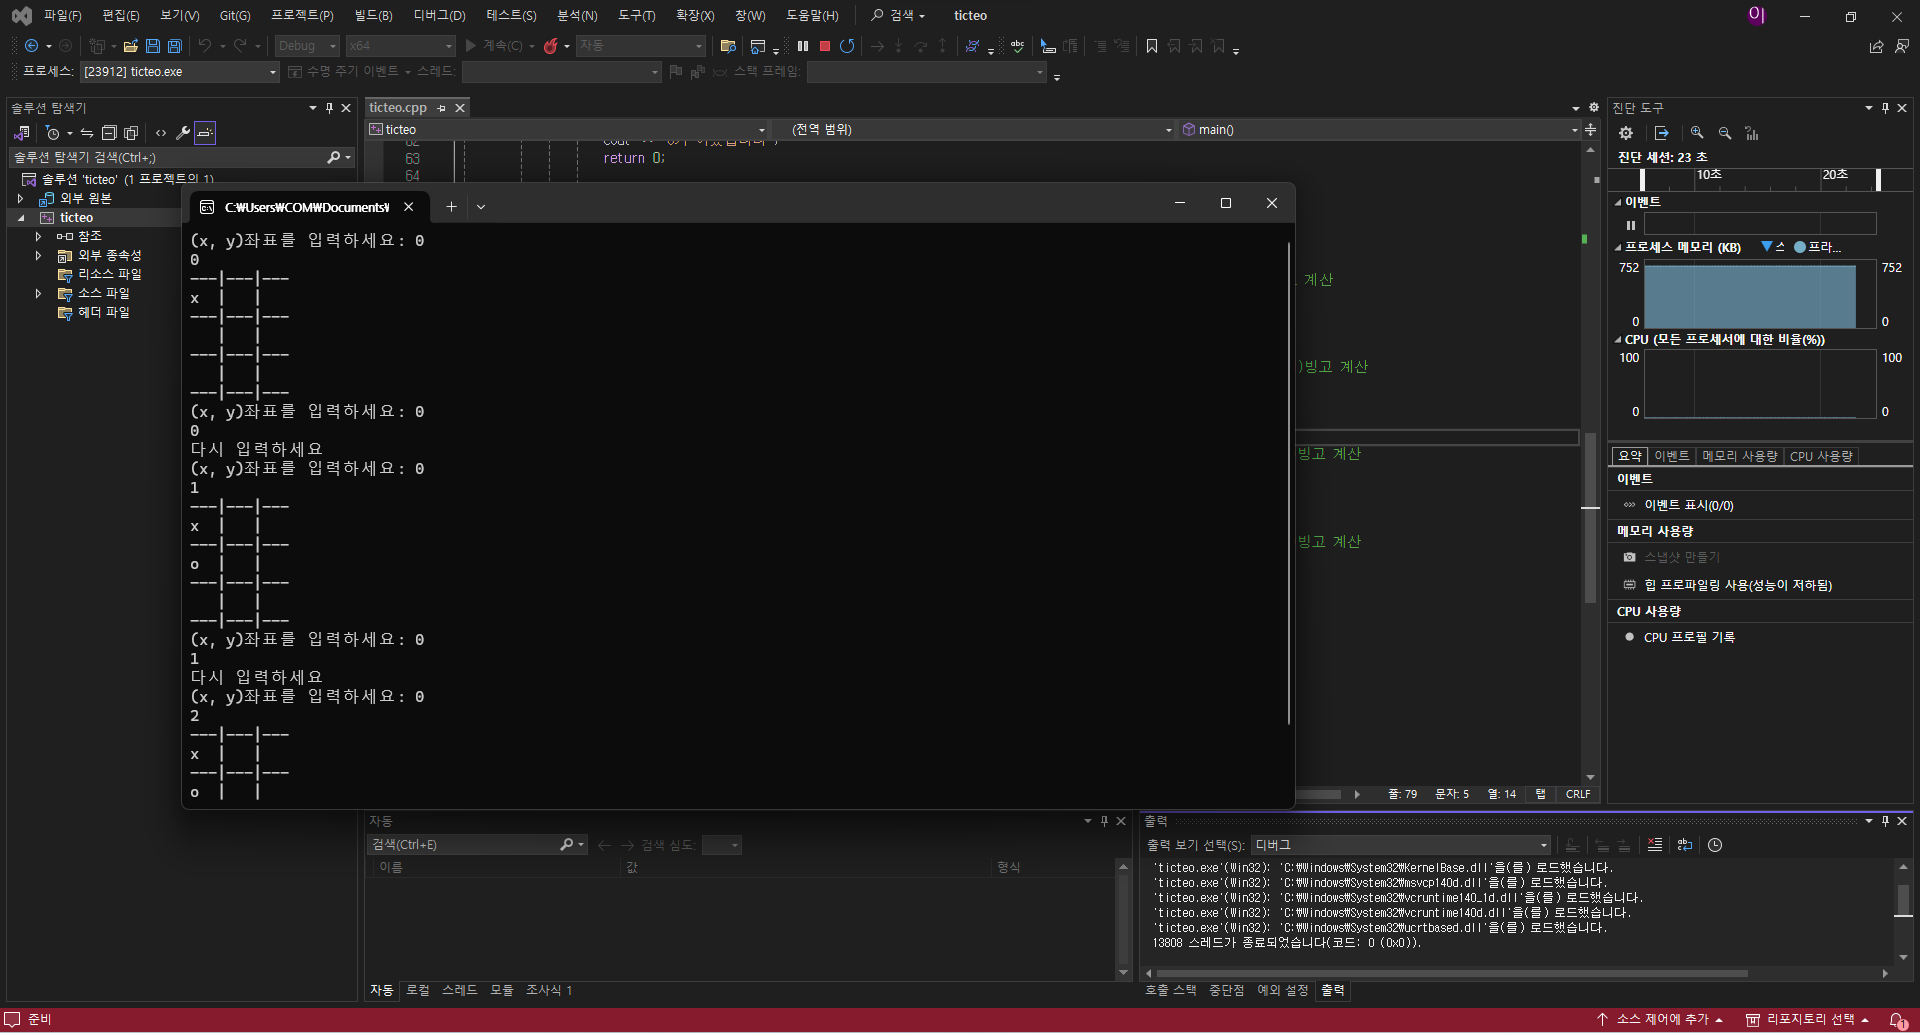 파일(F) 편집(E) 보기(V) Git(G) 프로젝트(P) 빌드(B) 디버그(D) 테스트(S) 분석(N) 도구(T) 확장(X) 창(W) 도움말(H) 검색 ticteo 이
Debug x64 계속(C) 자동
프로세스: [23912] ticteo.exe 수명 주기 이벤트 스레드: 스택 프레임:
솔루션 탐색기
솔루션 탐색기 검색(Ctrl+;)
솔루션 'ticteo' (1 프로젝트의 1)
외부 원본
ticteo
참조
외부 종속성
리소스 파일
소스 파일
헤더 파일
ticteo.cpp
ticteo (전역 범위) main()
63 return 0;
64
계산
)빙고 계산
빙고 계산
빙고 계산
C:₩Users₩COM₩Documents₩
(x, y)좌표를 입력하세요: 0
0
---|---|---
x | |
---|---|---
| |
---|---|---
| |
---|---|---
(x, y)좌표를 입력하세요: 0
0
다시 입력하세요
(x, y)좌표를 입력하세요: 0
1
---|---|---
x | |
---|---|---
o | |
---|---|---
| |
---|---|---
(x, y)좌표를 입력하세요: 0
1
다시 입력하세요
(x, y)좌표를 입력하세요: 0
2
---|---|---
x | |
---|---|---
o | |
줄: 79 문자: 5 열: 14 탭 CRLF
진단 도구
진단 세션: 23 초
10초 20초
이벤트
프로세스 메모리 (KB) 스 프라...
752 752
0 0
CPU (모든 프로세서에 대한 비율(%))
100 100
0 0
요약 이벤트 메모리 사용량 CPU 사용량
이벤트
이벤트 표시(0/0)
메모리 사용량
스냅샷 만들기
힙 프로파일링 사용(성능이 저하됨)
CPU 사용량
CPU 프로필 기록
자동
검색(Ctrl+E) 검색 심도:
이름 값 형식
자동 로컬 스레드 모듈 조사식 1
출력
출력 보기 선택(S): 디버그
'ticteo.exe'(Win32): 'C:₩Windows₩System32₩KernelBase.dll'을(를) 로드했습니다.
'ticteo.exe'(Win32): 'C:₩Windows₩System32₩msvcp140d.dll'을(를) 로드했습니다.
'ticteo.exe'(Win32): 'C:₩Windows₩System32₩vcruntime140_1d.dll'을(를) 로드했습니다.
'ticteo.exe'(Win32): 'C:₩Windows₩System32₩vcruntime140d.dll'을(를) 로드했습니다.
'ticteo.exe'(Win32): 'C:₩Windows₩System32₩ucrtbased.dll'을(를) 로드했습니다.
13808 스레드가 종료되었습니다(코드: 0 (0x0)).
호출 스택 중단점 예외 설정 출력
준비 소스 제어에 추가 리포지토리 선택 1